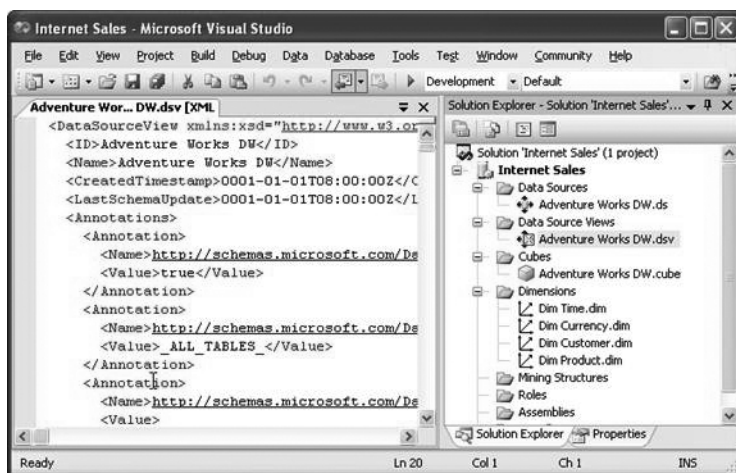 Internet Sales - Microsoft Visual Studio
File Edit View Project Build Debug Data Database Tools Test Window Community Help
Development Default
Adventure Wor... DW.dsv [XML]
<DataSourceView xmlns:xsd="http://www.w3.or
<ID>Adventure Works DW</ID>
<Name>Adventure Works DW</Name>
<CreatedTimestamp>0001-01-01T08:00:00Z</C
<LastSchemaUpdate>0001-01-01T08:00:00Z</L
<Annotations>
<Annotation>
<Name>http://schemas.microsoft.com/Da
<Value>true</Value>
</Annotation>
<Annotation>
<Name>http://schemas.microsoft.com/Da
<Value>_ALL_TABLES_</Value>
</Annotation>
<Annotation>
<Name>http://schemas.microsoft.com/Da
<Value>
Solution Explorer - Solution 'Internet Sales'...
Solution 'Internet Sales' (1 project)
Internet Sales
Data Sources
Adventure Works DW.ds
Data Source Views
Adventure Works DW.dsv
Cubes
Adventure Works DW.cube
Dimensions
Dim Time.dim
Dim Currency.dim
Dim Customer.dim
Dim Product.dim
Mining Structures
Roles
Assemblies
Solution Explorer Properties
Ready Ln 20 Col 1 Ch 1 INS